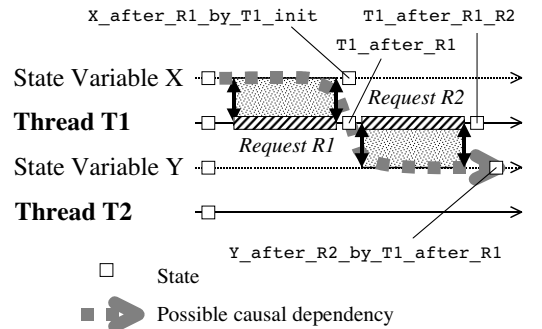 X_after_R1_by_T1_init T1_after_R1_R2
T1_after_R1
State Variable X
Request R2
Thread T1
Request R1
State Variable Y
Thread T2
Y_after_R2_by_T1_after_R1
State
Possible causal dependency